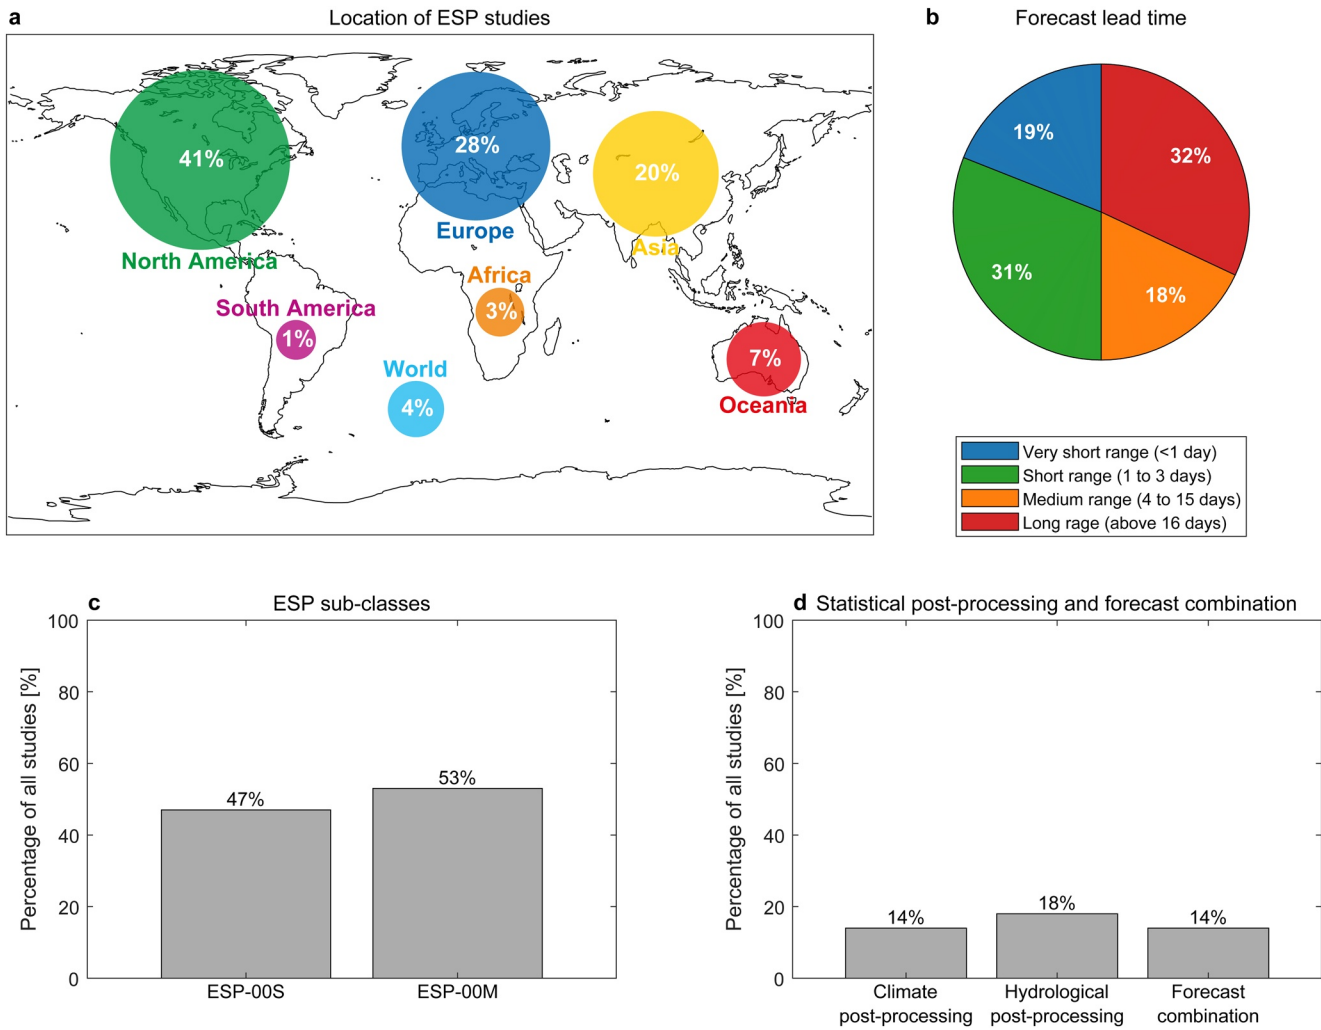 a
Location of ESP studies
41%
North America
28%
Europe
20%
Asia
Africa
3%
South America
1%
World
4%
7%
Oceania
b
Forecast lead time
19%
32%
31%
18%
Very short range (<1 day)
Short range (1 to 3 days)
Medium range (4 to 15 days)
Long rage (above 16 days)
c
ESP sub-classes
Percentage of all studies [%]
100
80
60
40
20
0
47%
53%
ESP-00S
ESP-00M
d
Statistical post-processing and forecast combination
Percentage of all studies [%]
100
80
60
40
20
0
14%
18%
14%
Climate
post-processing
Hydrological
post-processing
Forecast
combination